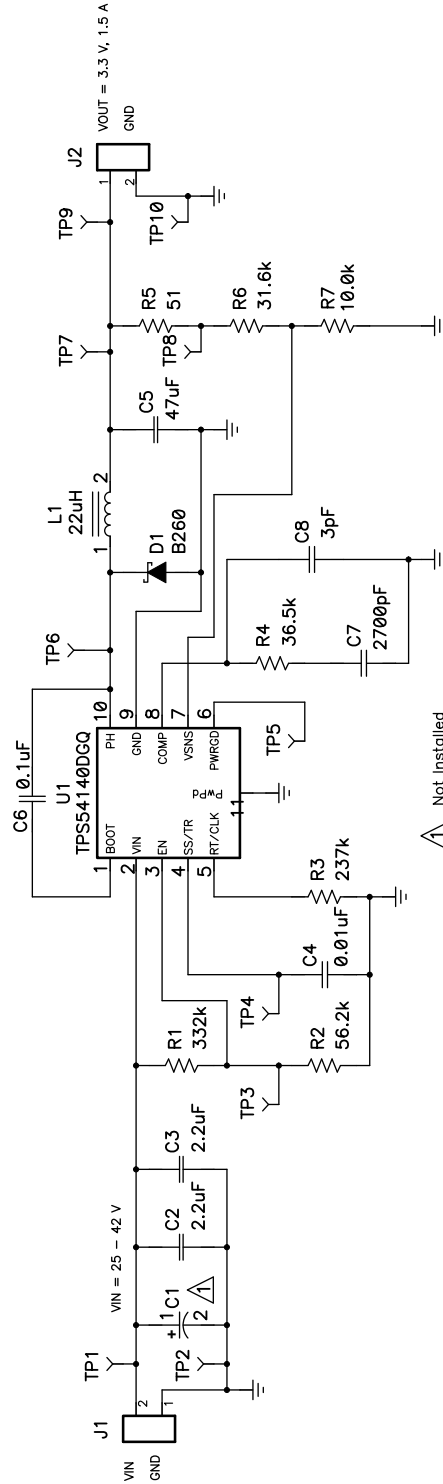 VIN
GND
J1
2
1
TP1
TP2
VIN = 25 – 42 V
+ 1
C1
2
1
C2
2.2uF
C3
2.2uF
TP3
R1
332k
R2
56.2k
TP4
C4
0.01uF
R3
237k
C6 0.1uF
U1
TPS54140DGQ
1 BOOT
2 VIN
3 EN
4 SS/TR
5 RT/CLK
PH 10
GND 9
COMP 8
VSNS 7
PWRGD 6
PwPd
11
TP5
TP6
L1
22uH
1 2
D1
B260
C5
47uF
R4
36.5k
C7
2700pF
C8
3pF
TP7
TP8
R5
51
R6
31.6k
R7
10.0k
TP9
TP10
J2
1
2
VOUT = 3.3 V, 1.5 A
GND
1 Not Installed